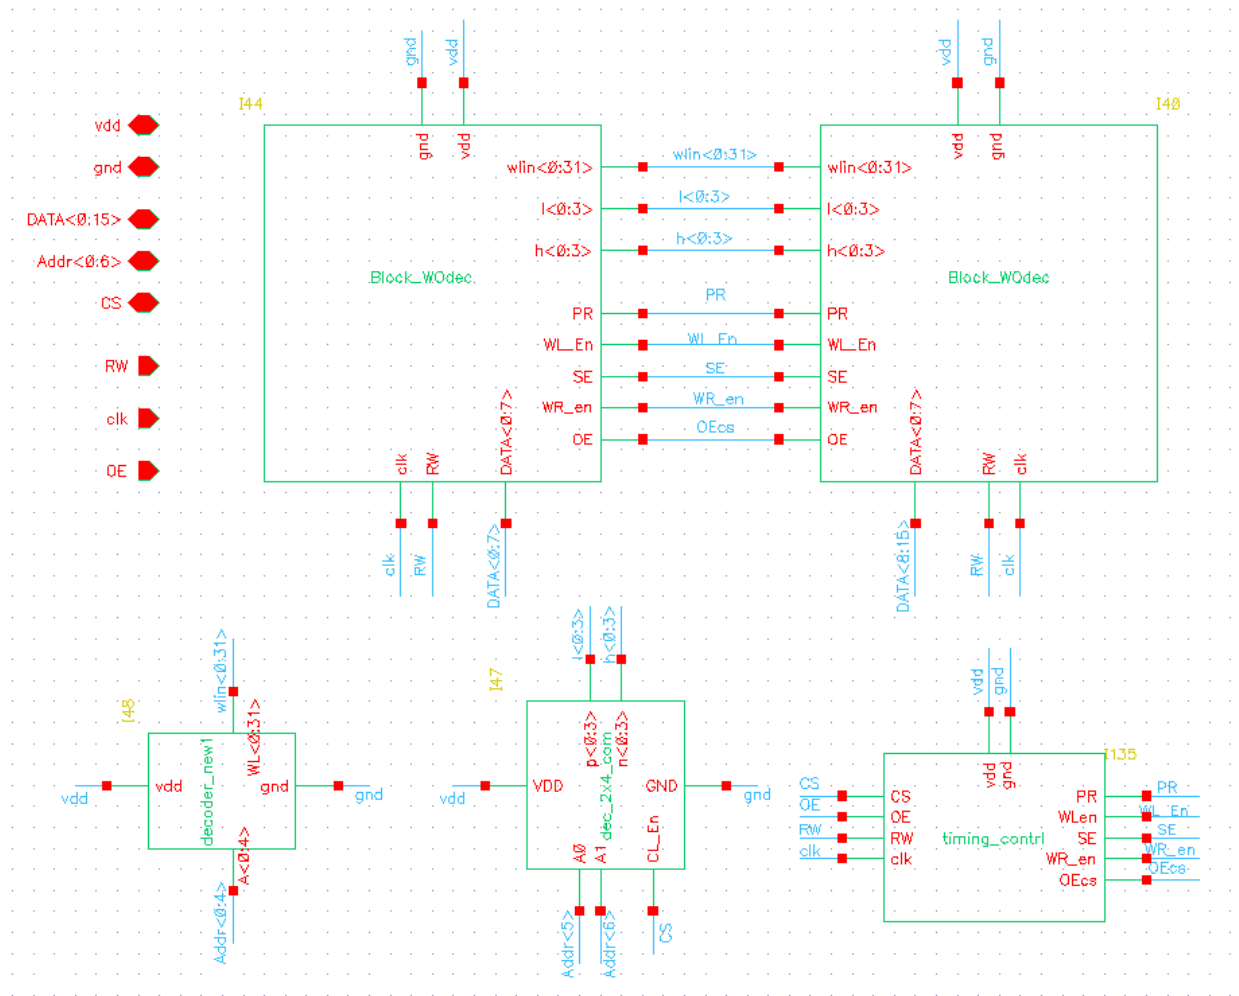 gnd
vdd
vdd
gnd
I44
I40
vdd
gnd
DATA<0:15>
Addr<0:6>
CS
RW
clk
OE
gnd
vdd
wlin<0:31>
l<0:3>
h<0:3>
Block_WOdec
PR
WL_En
SE
WR_en
OE
clk
RW
DATA<0:7>
wlin<0:31>
l<0:3>
h<0:3>
PR
WL_En
SE
WR_en
OEcs
vdd
gnd
wlin<0:31>
l<0:3>
h<0:3>
Block_WOdec
PR
WL_En
SE
WR_en
OE
DATA<0:7>
RW
clk
clk
RW
DATA<0:7>
DATA<8:15>
RW
clk
wlin<0:31>
I48
WL<0:31>
vdd
vdd
decoder_new1
gnd
gnd
A<0:4>
Addr<0:4>
l<0:3>
h<0:3>
I47
p<0:3>
n<0:3>
vdd
VDD
dec_2x4_com
GND
gnd
A0
A1
CL_En
Addr<5>
Addr<6>
CS
vdd
gnd
I135
vdd
gnd
CS
OE
RW
clk
CS
OE
RW
clk
timing_contrl
PR
WLen
SE
WR_en
OEcs
PR
WL_En
SE
WR_en
OEcs